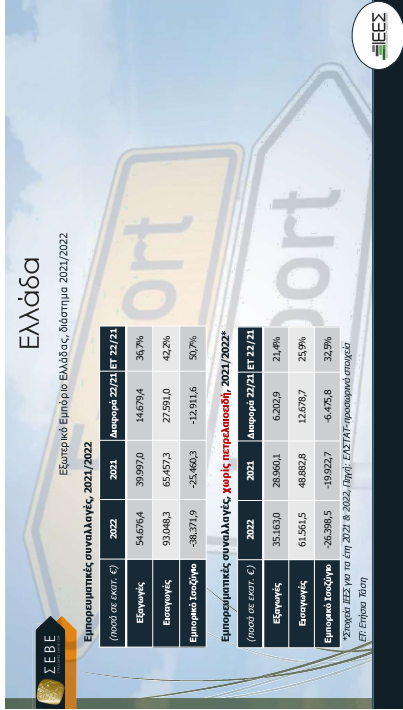 Ελλάδα
Εξωτερικό Εμπόριο Ελλάδας, διάστημα 2021/2022
Εμπορευματικές συναλλαγές, 2021/2022
(ποσά σε εκατ. €) 2022 2021 Διαφορά 22/21 ΕΤ 22/21
Εξαγωγές 54.676,4 39.997,0 14.679,4 36,7%
Εισαγωγές 93.048,3 65.457,3 27.591,0 42,2%
Εμπορικό Ισοζύγιο -38.371,9 -25.460,3 -12.911,6 50,7%
Εμπορευματικές συναλλαγές, χωρίς πετρελαιοειδή, 2021/2022*
(ποσά σε εκατ. €) 2022 2021 Διαφορά 22/21 ΕΤ 22/21
Εξαγωγές 35.163,0 28.960,1 6.202,9 21,4%
Εισαγωγές 61.561,5 48.882,8 12.678,7 25,9%
Εμπορικό Ισοζύγιο -26.398,5 -19.922,7 -6.475,8 32,5%
*Στοιχεία ΙΕΕΣ για τα έτη 2021 & 2022, Πηγή: ΕΛΣΤΑΤ-προσωρινά στοιχεία
ΕΤ: Ετήσια Τάση
ΣΕΒΕ
ΙΕΕΣ
port
port